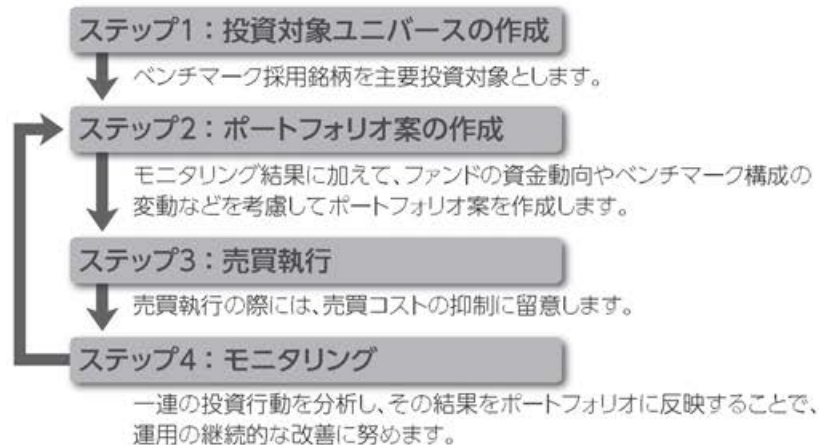 ステップ1：投資対象ユニバースの作成
ベンチマーク採用銘柄を主要投資対象とします。
ステップ2：ポートフォリオ案の作成
モニタリング結果に加えて、ファンドの資金動向やベンチマーク構成の
変動などを考慮してポートフォリオ案を作成します。
ステップ3：売買執行
売買執行の際には、売買コストの抑制に留意します。
ステップ4：モニタリング
一連の投資行動を分析し、その結果をポートフォリオに反映することで、
運用の継続的な改善に努めます。